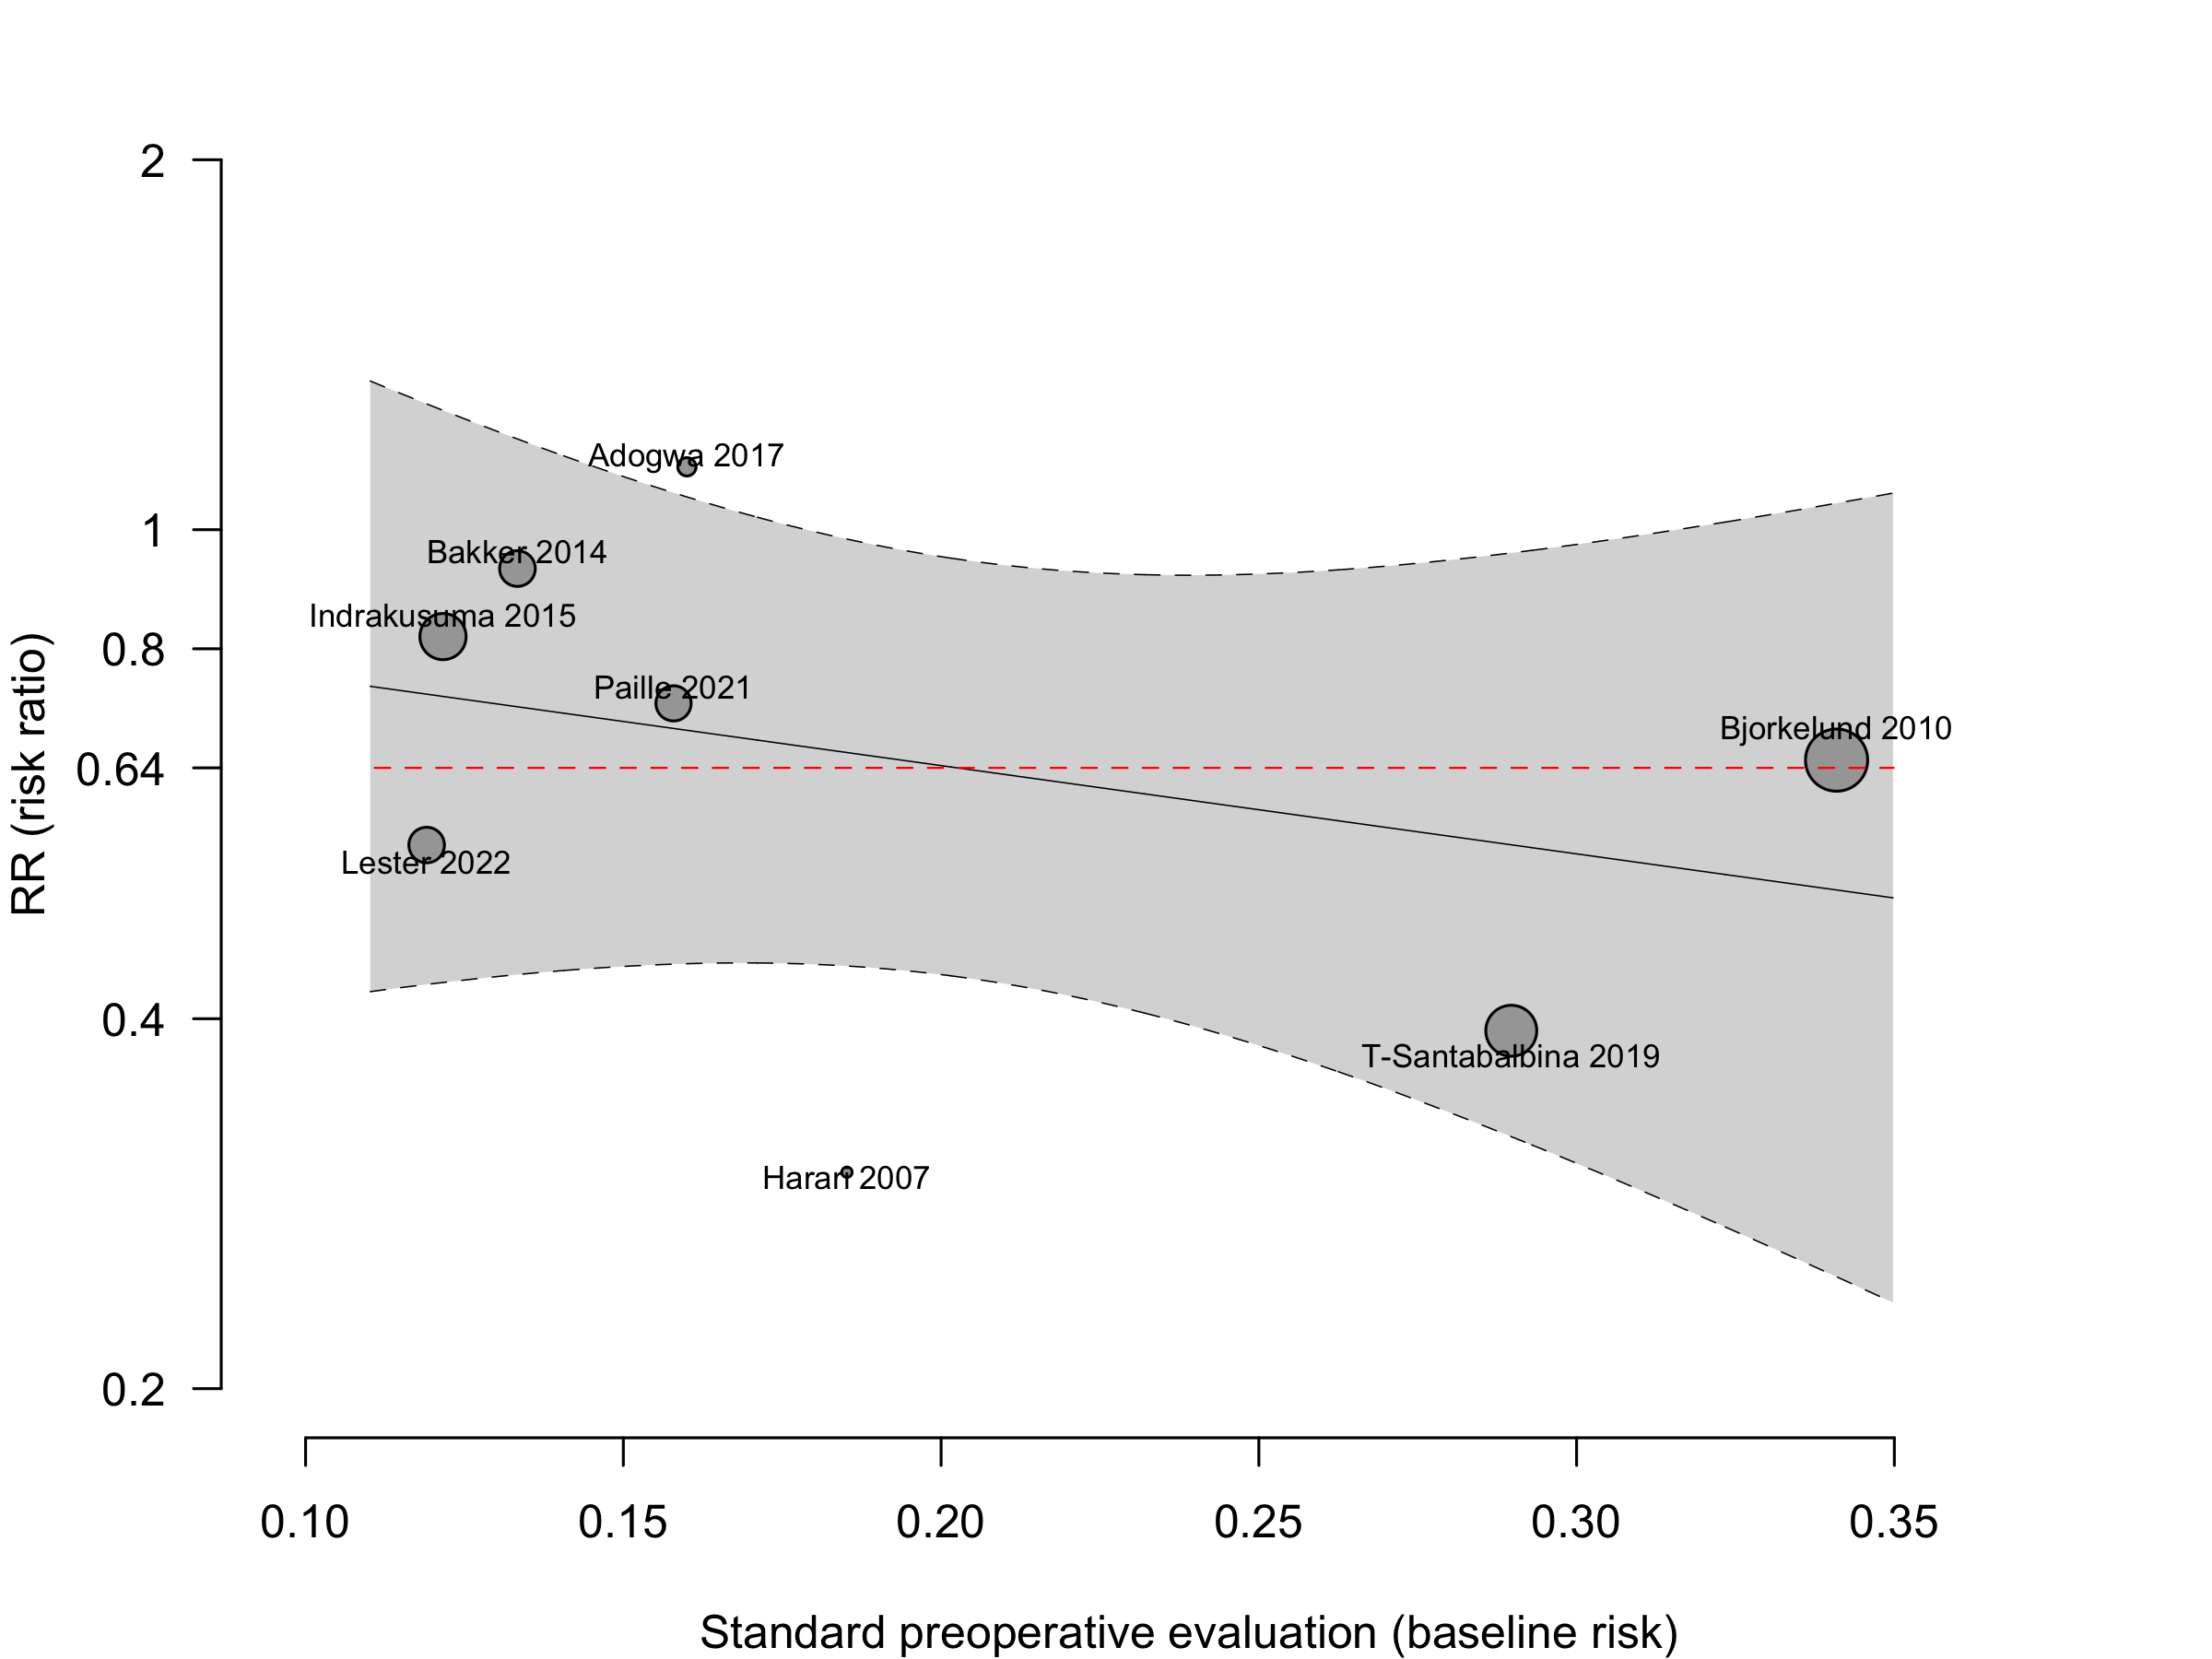 2
Adogwa 2017
1
Bakker 2014
Indrakusuma 2015
0.8
Paille 2021
Bjorkelund 2010
0.64
RR (risk ratio)
Lester 2022
0.4
T-Santabalbina 2019
Harari 2007
0.2
0.10 0.15 0.20 0.25 0.30 0.35
Standard preoperative evaluation (baseline risk)